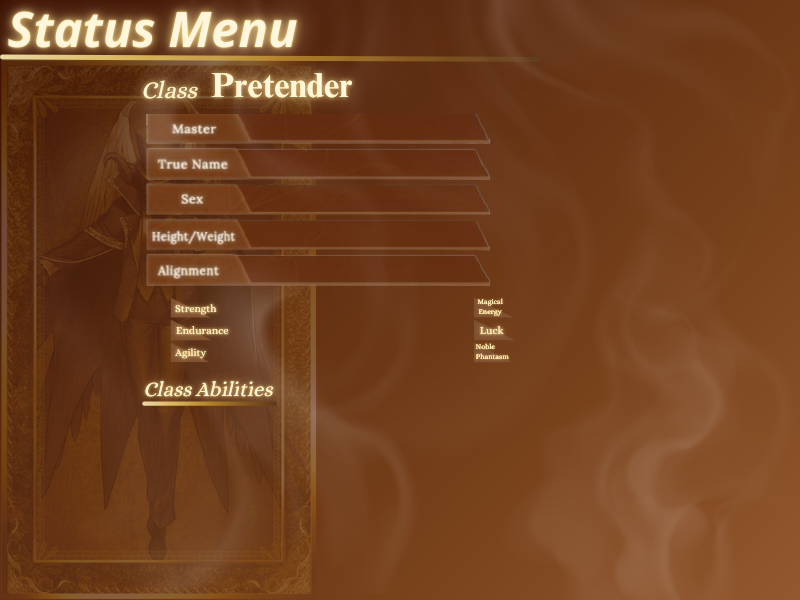 Status Menu
Class Pretender
Master
True Name
Sex
Height/Weight
Alignment
Strength
Endurance
Agility
Magical
Energy
Luck
Noble
Phantasm
Class Abilities